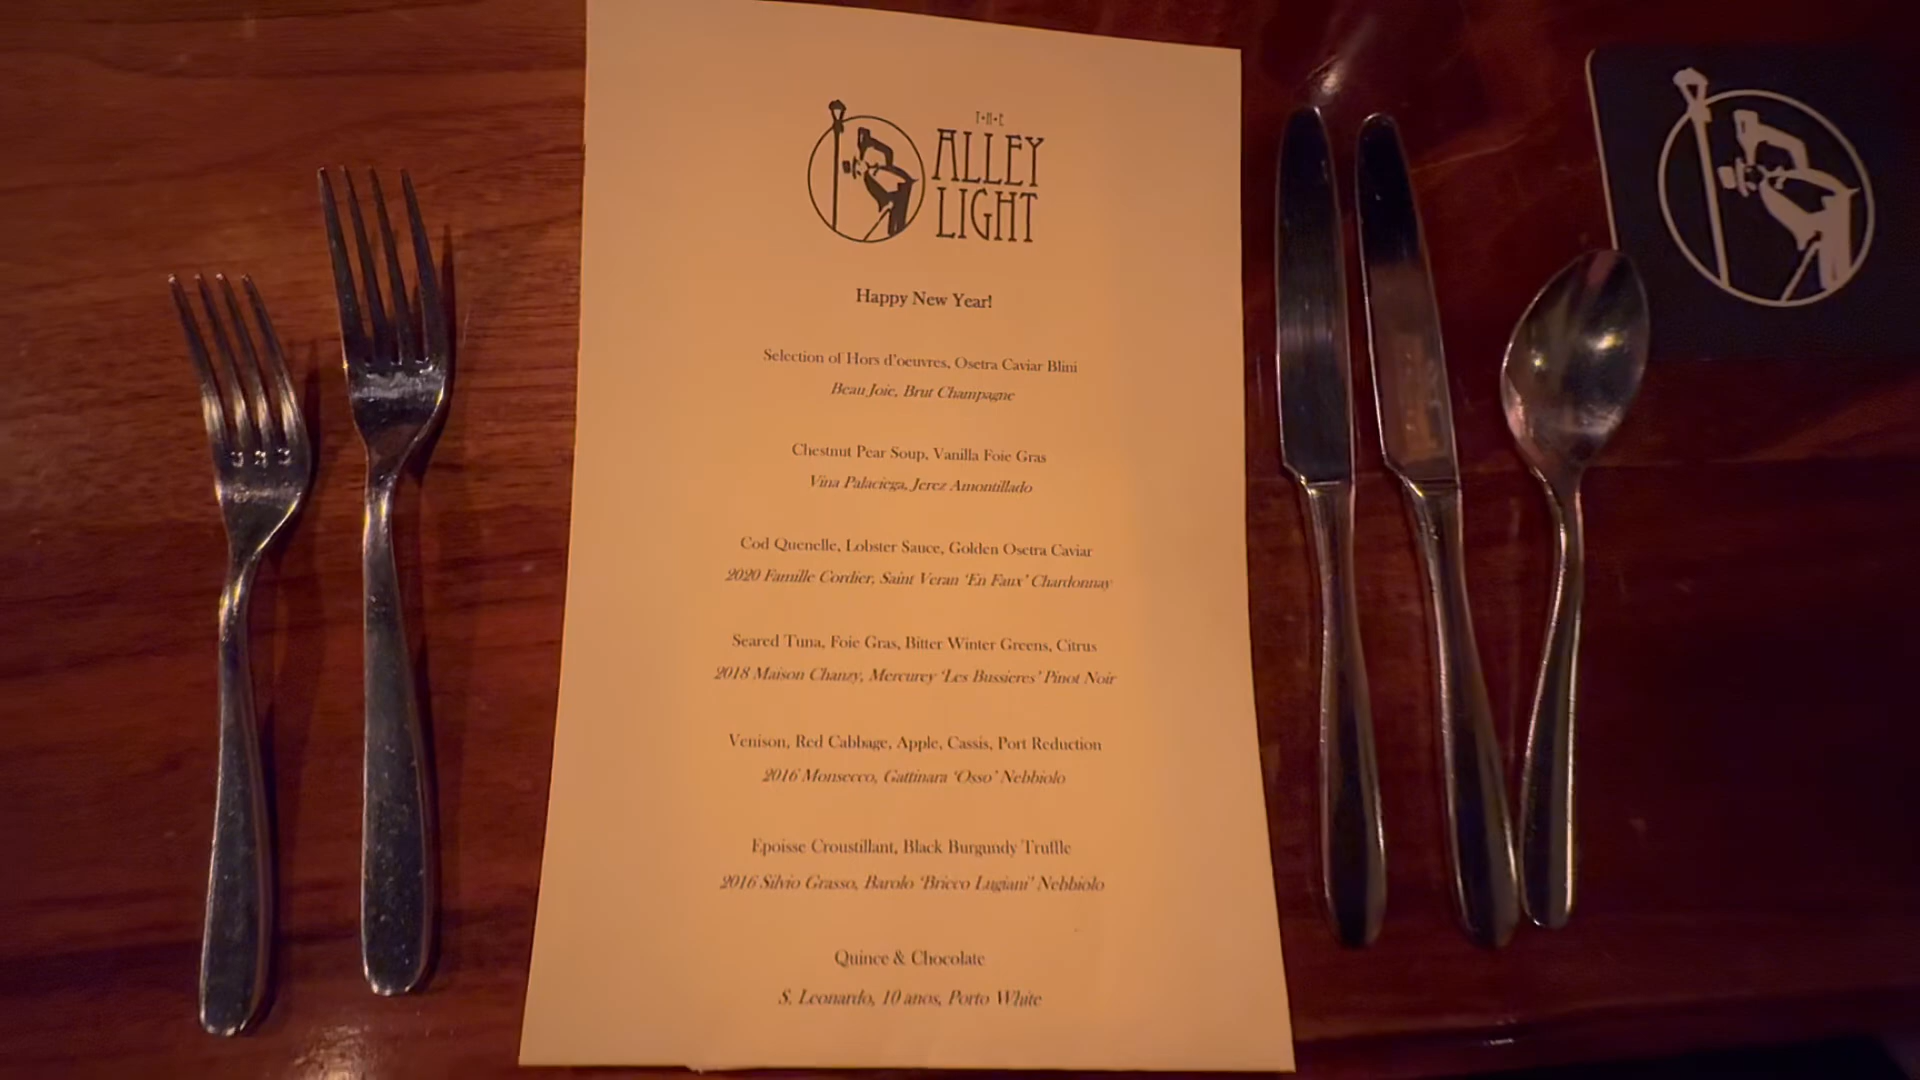 T·H·E
ALLEY
LIGHT
Happy New Year!
Selection of Hors d'oeuvres, Osetra Caviar Blini
Beau Joie, Brut Champagne
Chestnut Pear Soup, Vanilla Foie Gras
Vina Palaciega, Jerez Amontillado
Cod Quenelle, Lobster Sauce, Golden Osetra Caviar
2020 Famille Cordier, Saint Veran 'En Faux' Chardonnay
Seared Tuna, Foie Gras, Bitter Winter Greens, Citrus
2018 Maison Chanzy, Mercurey 'Les Bussieres' Pinot Noir
Venison, Red Cabbage, Apple, Cassis, Port Reduction
2016 Monsecco, Gattinara 'Osso' Nebbiolo
Epoisse Croustillant, Black Burgundy Truffle
2016 Silvio Grasso, Barolo 'Bricco Lugiani' Nebbiolo
Quince & Chocolate
S. Leonardo, 10 anos, Porto White